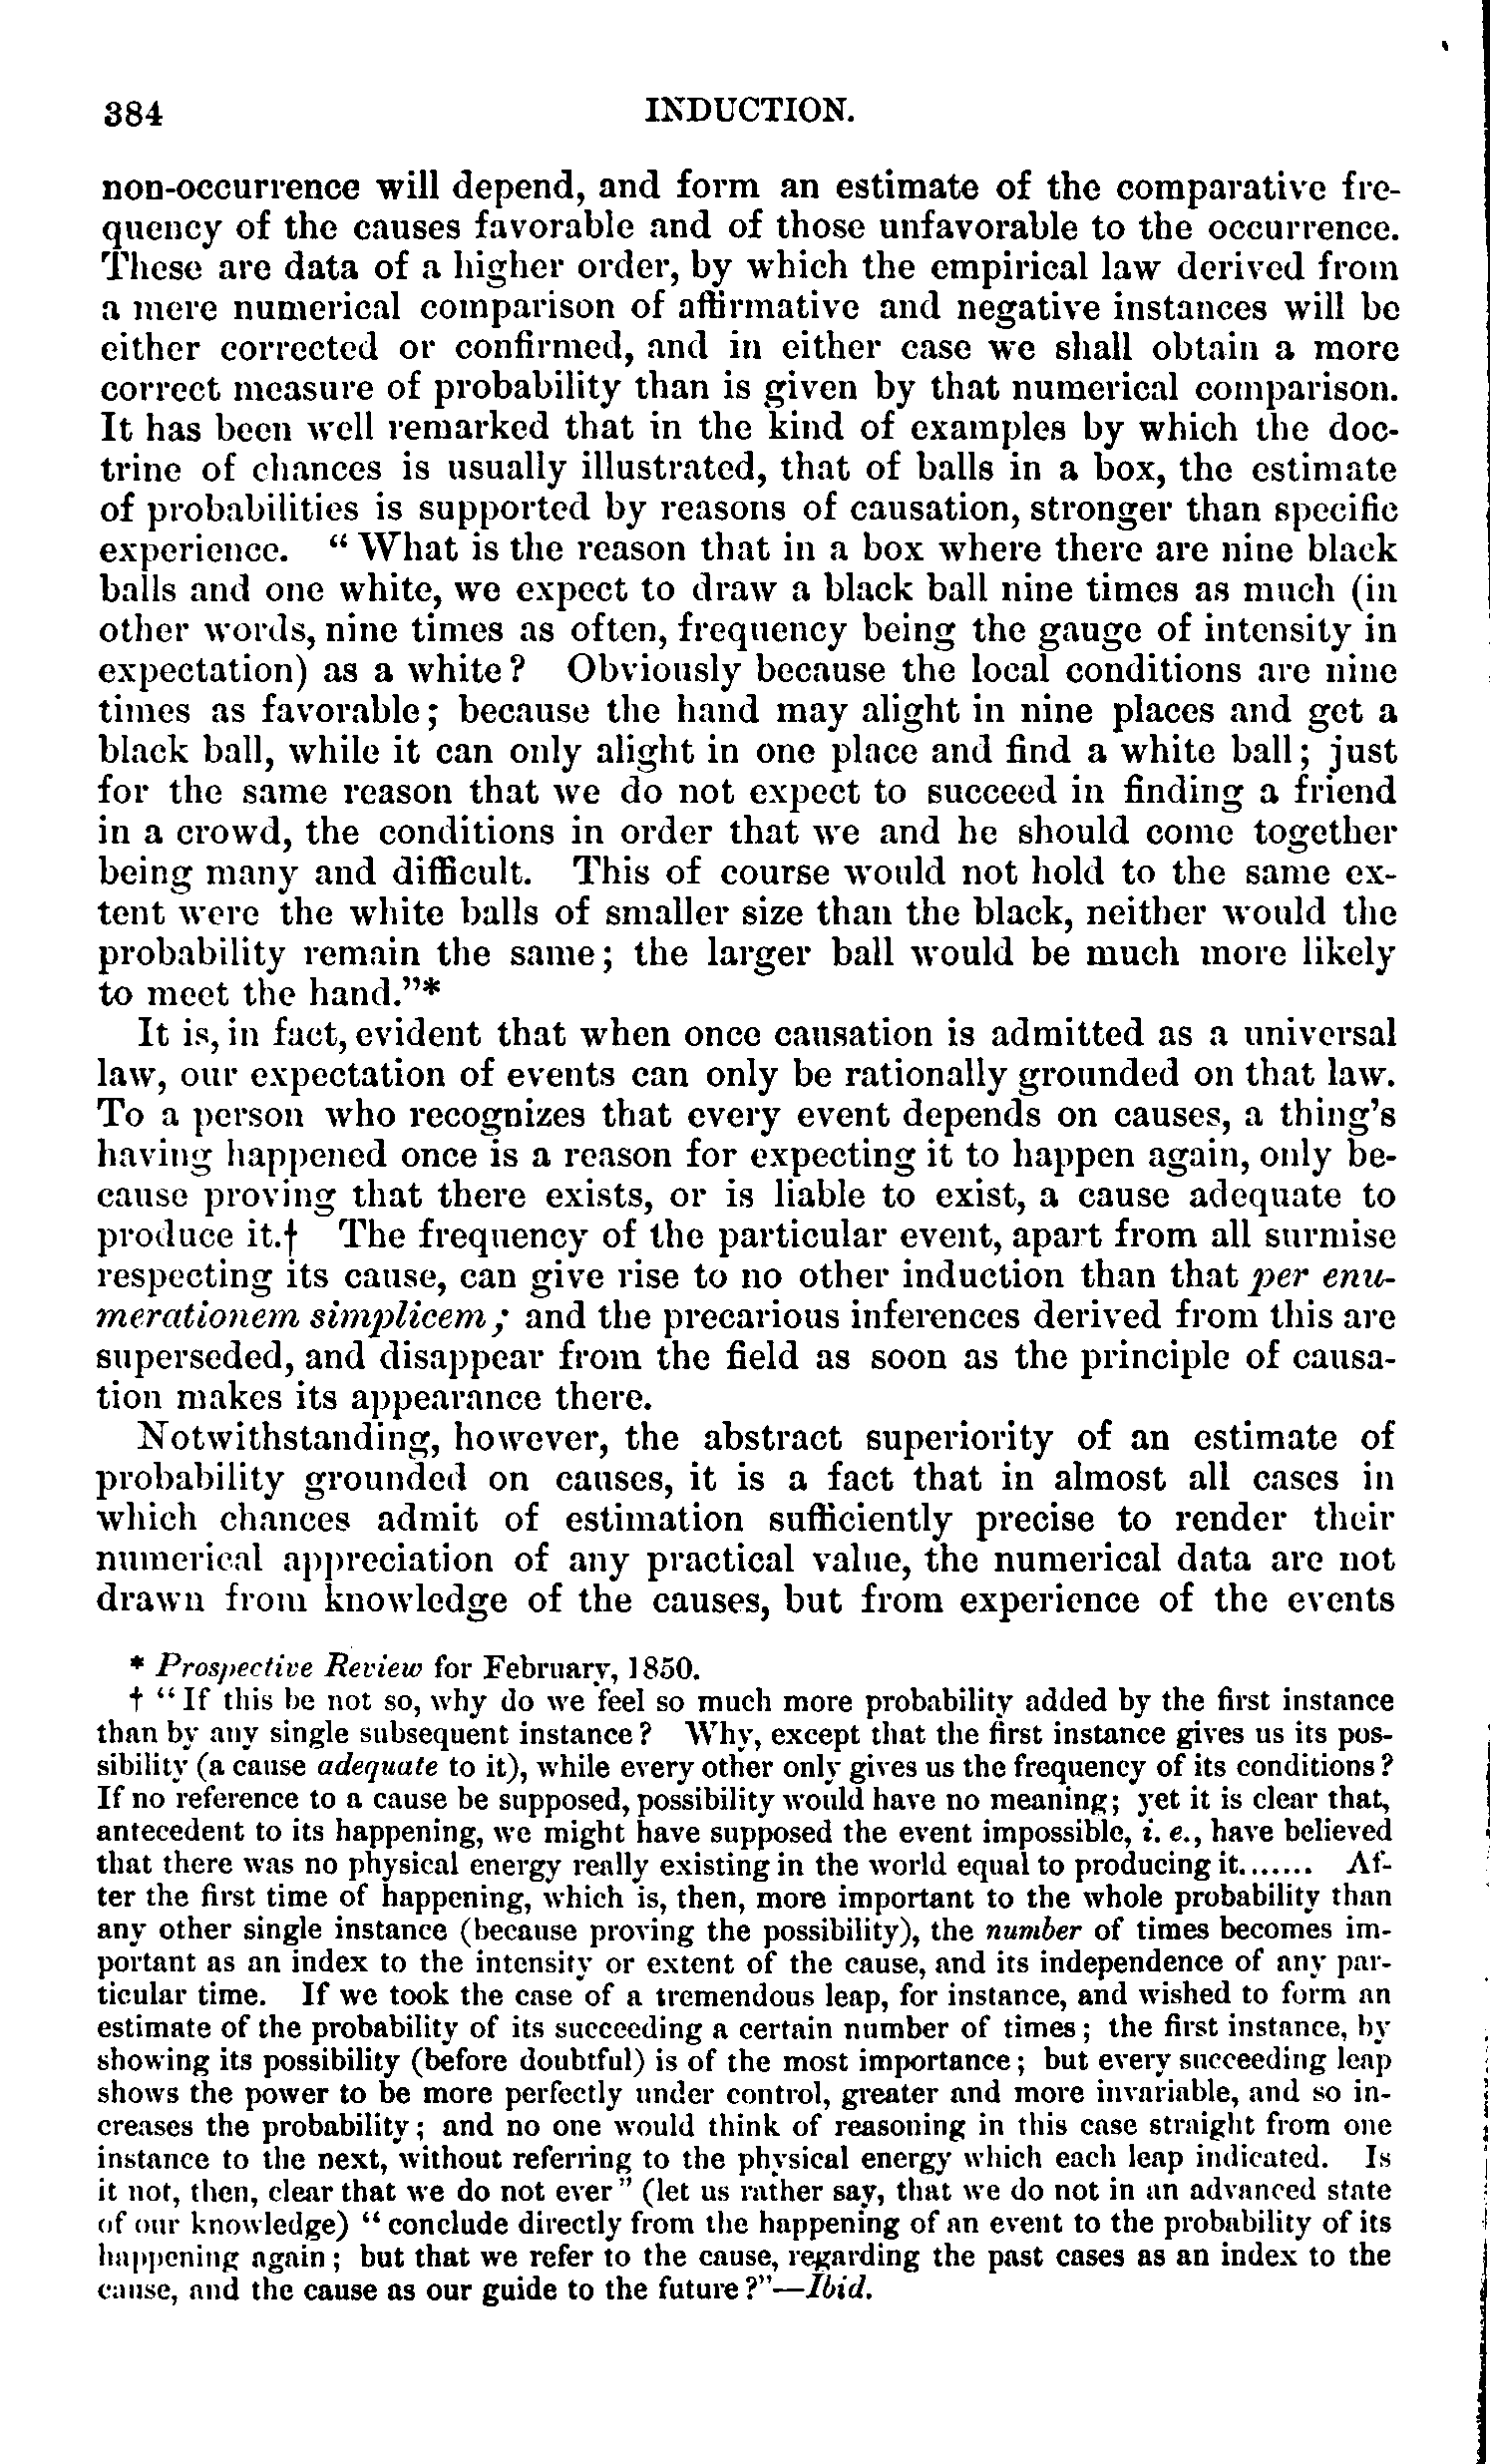 384
INDUCTION.
non-occurrence will depend, and form an estimate of the comparative fre-
quency of the causes favorable and of those unfavorable to the occurrence.
These are data of a higher order, by which the empirical law derived from
a mere numerical comparison of affirmative and negative instances will be
either corrected or confirmed, and in either case we shall obtain a more
correct measure of probability than is given by that numerical comparison.
It has been well remarked that in the kind of examples by which the doc-
trine of chances is usually illustrated, that of balls in a box, the estimate
of probabilities is supported by reasons of causation, stronger than specific
experience. “What is the reason that in a box where there are nine black
balls and one white, we expect to draw a black ball nine times as much (in
other words, nine times as often, frequency being the gauge of intensity in
expectation) as a white? Obviously because the local conditions are nine
times as favorable; because the hand may alight in nine places and get a
black ball, while it can only alight in one place and find a white ball; just
for the same reason that we do not expect to succeed in finding a friend
in a crowd, the conditions in order that we and he should come together
being many and difficult. This of course would not hold to the same ex-
tent were the white balls of smaller size than the black, neither would the
probability remain the same; the larger ball would be much more likely
to meet the hand.”*
It is, in fact, evident that when once causation is admitted as a universal
law, our expectation of events can only be rationally grounded on that law.
To a person who recognizes that every event depends on causes, a thing’s
having happened once is a reason for expecting it to happen again, only be-
cause proving that there exists, or is liable to exist, a cause adequate to
produce it.† The frequency of the particular event, apart from all surmise
respecting its cause, can give rise to no other induction than that per enu-
merationem simplicem; and the precarious inferences derived from this are
superseded, and disappear from the field as soon as the principle of causa-
tion makes its appearance there.
Notwithstanding, however, the abstract superiority of an estimate of
probability grounded on causes, it is a fact that in almost all cases in
which chances admit of estimation sufficiently precise to render their
numerical appreciation of any practical value, the numerical data are not
drawn from knowledge of the causes, but from experience of the events
* Prospective Review for February, 1850.
† “If this be not so, why do we feel so much more probability added by the first instance
than by any single subsequent instance? Why, except that the first instance gives us its pos-
sibility (a cause adequate to it), while every other only gives us the frequency of its conditions?
If no reference to a cause be supposed, possibility would have no meaning; yet it is clear that,
antecedent to its happening, we might have supposed the event impossible, i. e., have believed
that there was no physical energy really existing in the world equal to producing it....... Af-
ter the first time of happening, which is, then, more important to the whole probability than
any other single instance (because proving the possibility), the number of times becomes im-
portant as an index to the intensity or extent of the cause, and its independence of any par-
ticular time. If we took the case of a tremendous leap, for instance, and wished to form an
estimate of the probability of its succeeding a certain number of times; the first instance, by
showing its possibility (before doubtful) is of the most importance; but every succeeding leap
shows the power to be more perfectly under control, greater and more invariable, and so in-
creases the probability; and no one would think of reasoning in this case straight from one
instance to the next, without referring to the physical energy which each leap indicated. Is
it not, then, clear that we do not ever” (let us rather say, that we do not in an advanced state
of our knowledge) “conclude directly from the happening of an event to the probability of its
happening again; but that we refer to the cause, regarding the past cases as an index to the
cause, and the cause as our guide to the future?”—Ibid.